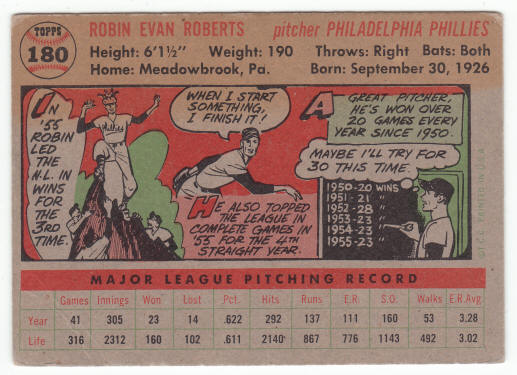 TOPPS
180
ROBIN EVAN ROBERTS pitcher PHILADELPHIA PHILLIES
Height: 6'1½" Weight: 190 Throws: Right Bats: Both
Home: Meadowbrook, Pa. Born: September 30, 1926
IN
'55
ROBIN
LED
THE
N.L. IN
WINS
FOR
THE
3RD
TIME.
Phillies
WHEN I START
SOMETHING,
I FINISH IT!
HE ALSO TOPPED
THE LEAGUE IN
COMPLETE GAMES IN
'55 FOR THE 4TH
STRAIGHT YEAR.
A GREAT PITCHER,
HE'S WON OVER
20 GAMES EVERY
YEAR SINCE 1950.
MAYBE I'LL TRY FOR
30 THIS TIME.
1950-20 WINS
1951-21 "
1952-28 "
1953-23 "
1954-23 "
1955-23 "
©T.C.G. PRINTED IN U.S.A.
MAJOR LEAGUE PITCHING RECORD
Games Innings Won Lost Pct. Hits Runs E.R. S.O. Walks E.R.Avg
Year 41 305 23 14 .622 292 137 111 160 53 3.28
Life 316 2312 160 102 .611 2140 867 776 1143 492 3.02